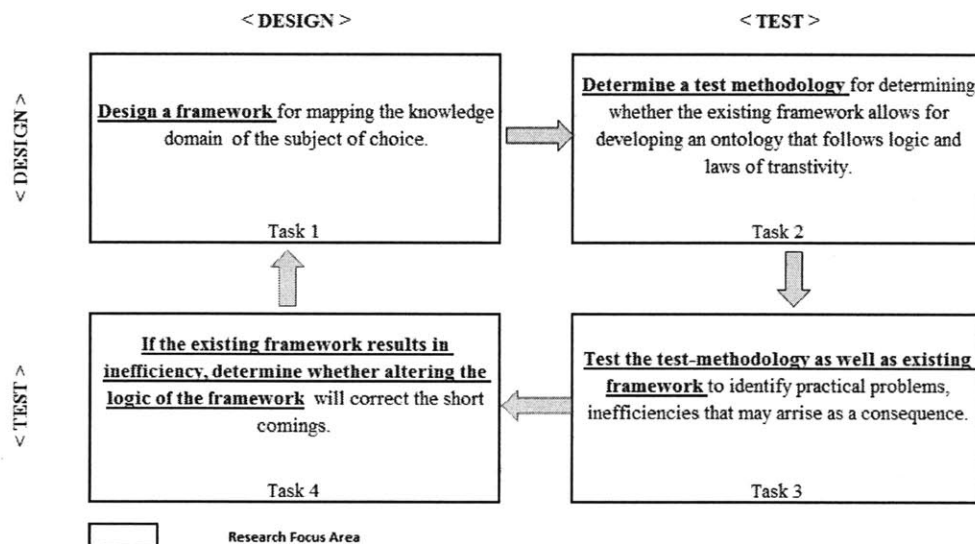 < DESIGN >
< TEST >
< DESIGN >
Design a framework for mapping the knowledge
domain of the subject of choice.
Task 1
Determine a test methodology for determining
whether the existing framework allows for
developing an ontology that follows logic and
laws of transtivity.
Task 2
< TEST >
If the existing framework results in
inefficiency, determine whether altering the
logic of the framework will correct the short
comings.
Task 4
Test the test-methodology as well as existing
framework to identify practical problems,
inefficiencies that may arrise as a consequence.
Task 3
Research Focus Area